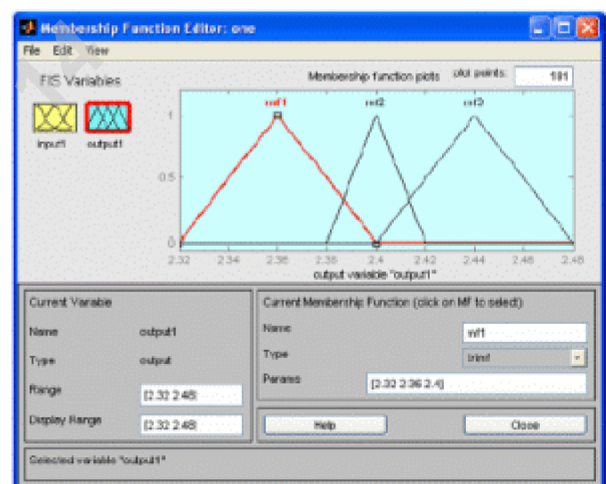 Membership Function Editor: one
File Edit View
FIS Variables
Membership function plots
plot points:
181
input1
output1
mf1
mf2
mf3
1
0.5
0
2.32
2.34
2.36
2.38
2.4
2.42
2.44
2.46
2.48
output variable "output1"
Current Variable
Name
output1
Type
output
Range
[2.32 2.48]
Display Range
[2.32 2.48]
Current Membership Function (click on MF to select)
Name
mf1
Type
trimf
Params
[2.32 2.36 2.4]
Help
Close
Selected variable "output1"